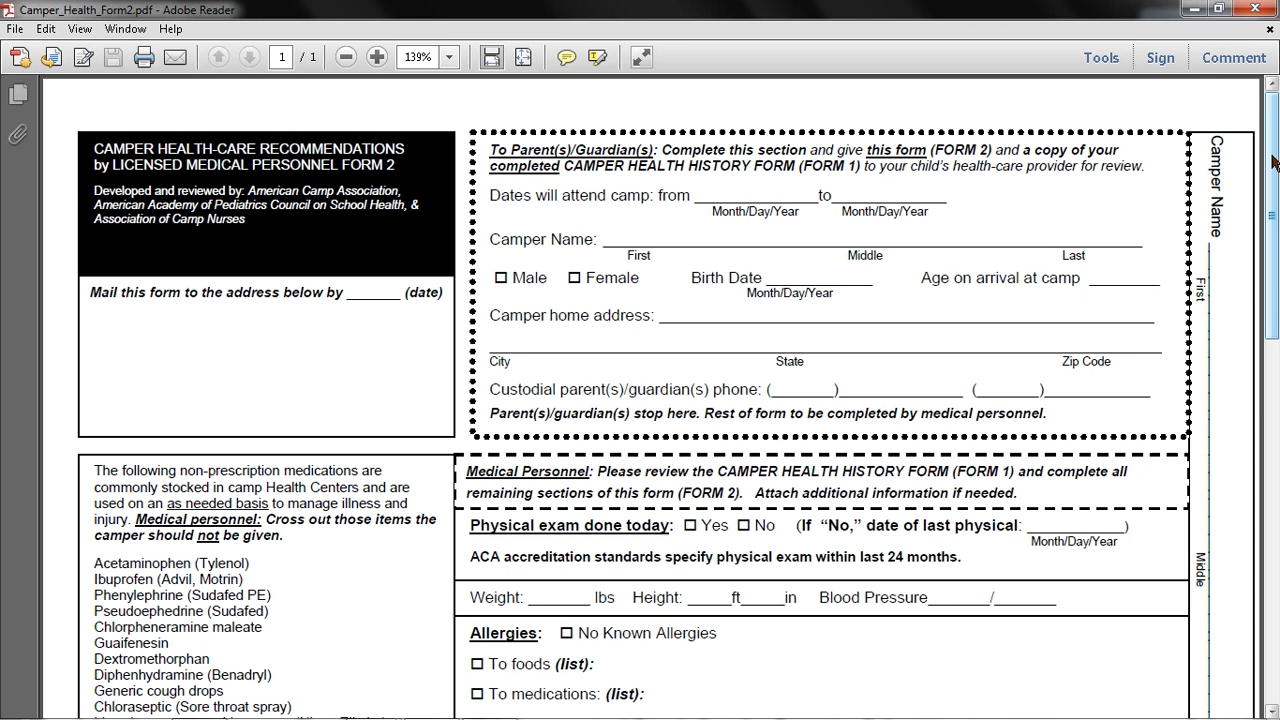 Camper_Health_Form2.pdf - Adobe Reader
File Edit View Window Help
1 / 1 139% Tools Sign Comment
CAMPER HEALTH-CARE RECOMMENDATIONS
by LICENSED MEDICAL PERSONNEL FORM 2
Developed and reviewed by: American Camp Association,
American Academy of Pediatrics Council on School Health, &
Association of Camp Nurses
Mail this form to the address below by _______ (date)
To Parent(s)/Guardian(s): Complete this section and give this form (FORM 2) and a copy of your
completed CAMPER HEALTH HISTORY FORM (FORM 1) to your child's health-care provider for review.
Dates will attend camp: from ________________to_______________
Month/Day/Year Month/Day/Year
Camper Name: ______________________________________________
First Middle Last
☐ Male ☐ Female Birth Date ______________ Age on arrival at camp _________
Month/Day/Year
Camper home address: ______________________________________________
______________________________________________
City State Zip Code
Custodial parent(s)/guardian(s) phone: (________)________________ (________)______________
Parent(s)/guardian(s) stop here. Rest of form to be completed by medical personnel.
Camper Name
First
Middle
The following non-prescription medications are
commonly stocked in camp Health Centers and are
used on an as needed basis to manage illness and
injury. Medical personnel: Cross out those items the
camper should not be given.
Acetaminophen (Tylenol)
Ibuprofen (Advil, Motrin)
Phenylephrine (Sudafed PE)
Pseudoephedrine (Sudafed)
Chlorpheneramine maleate
Guaifenesin
Dextromethorphan
Diphenhydramine (Benadryl)
Generic cough drops
Chloraseptic (Sore throat spray)
Medical Personnel: Please review the CAMPER HEALTH HISTORY FORM (FORM 1) and complete all
remaining sections of this form (FORM 2). Attach additional information if needed.
Physical exam done today: ☐ Yes ☐ No (If “No,” date of last physical: ____________)
Month/Day/Year
ACA accreditation standards specify physical exam within last 24 months.
Weight: ________ lbs Height: _____ft_____in Blood Pressure________/________
Allergies: ☐ No Known Allergies
☐ To foods (list):
☐ To medications: (list):